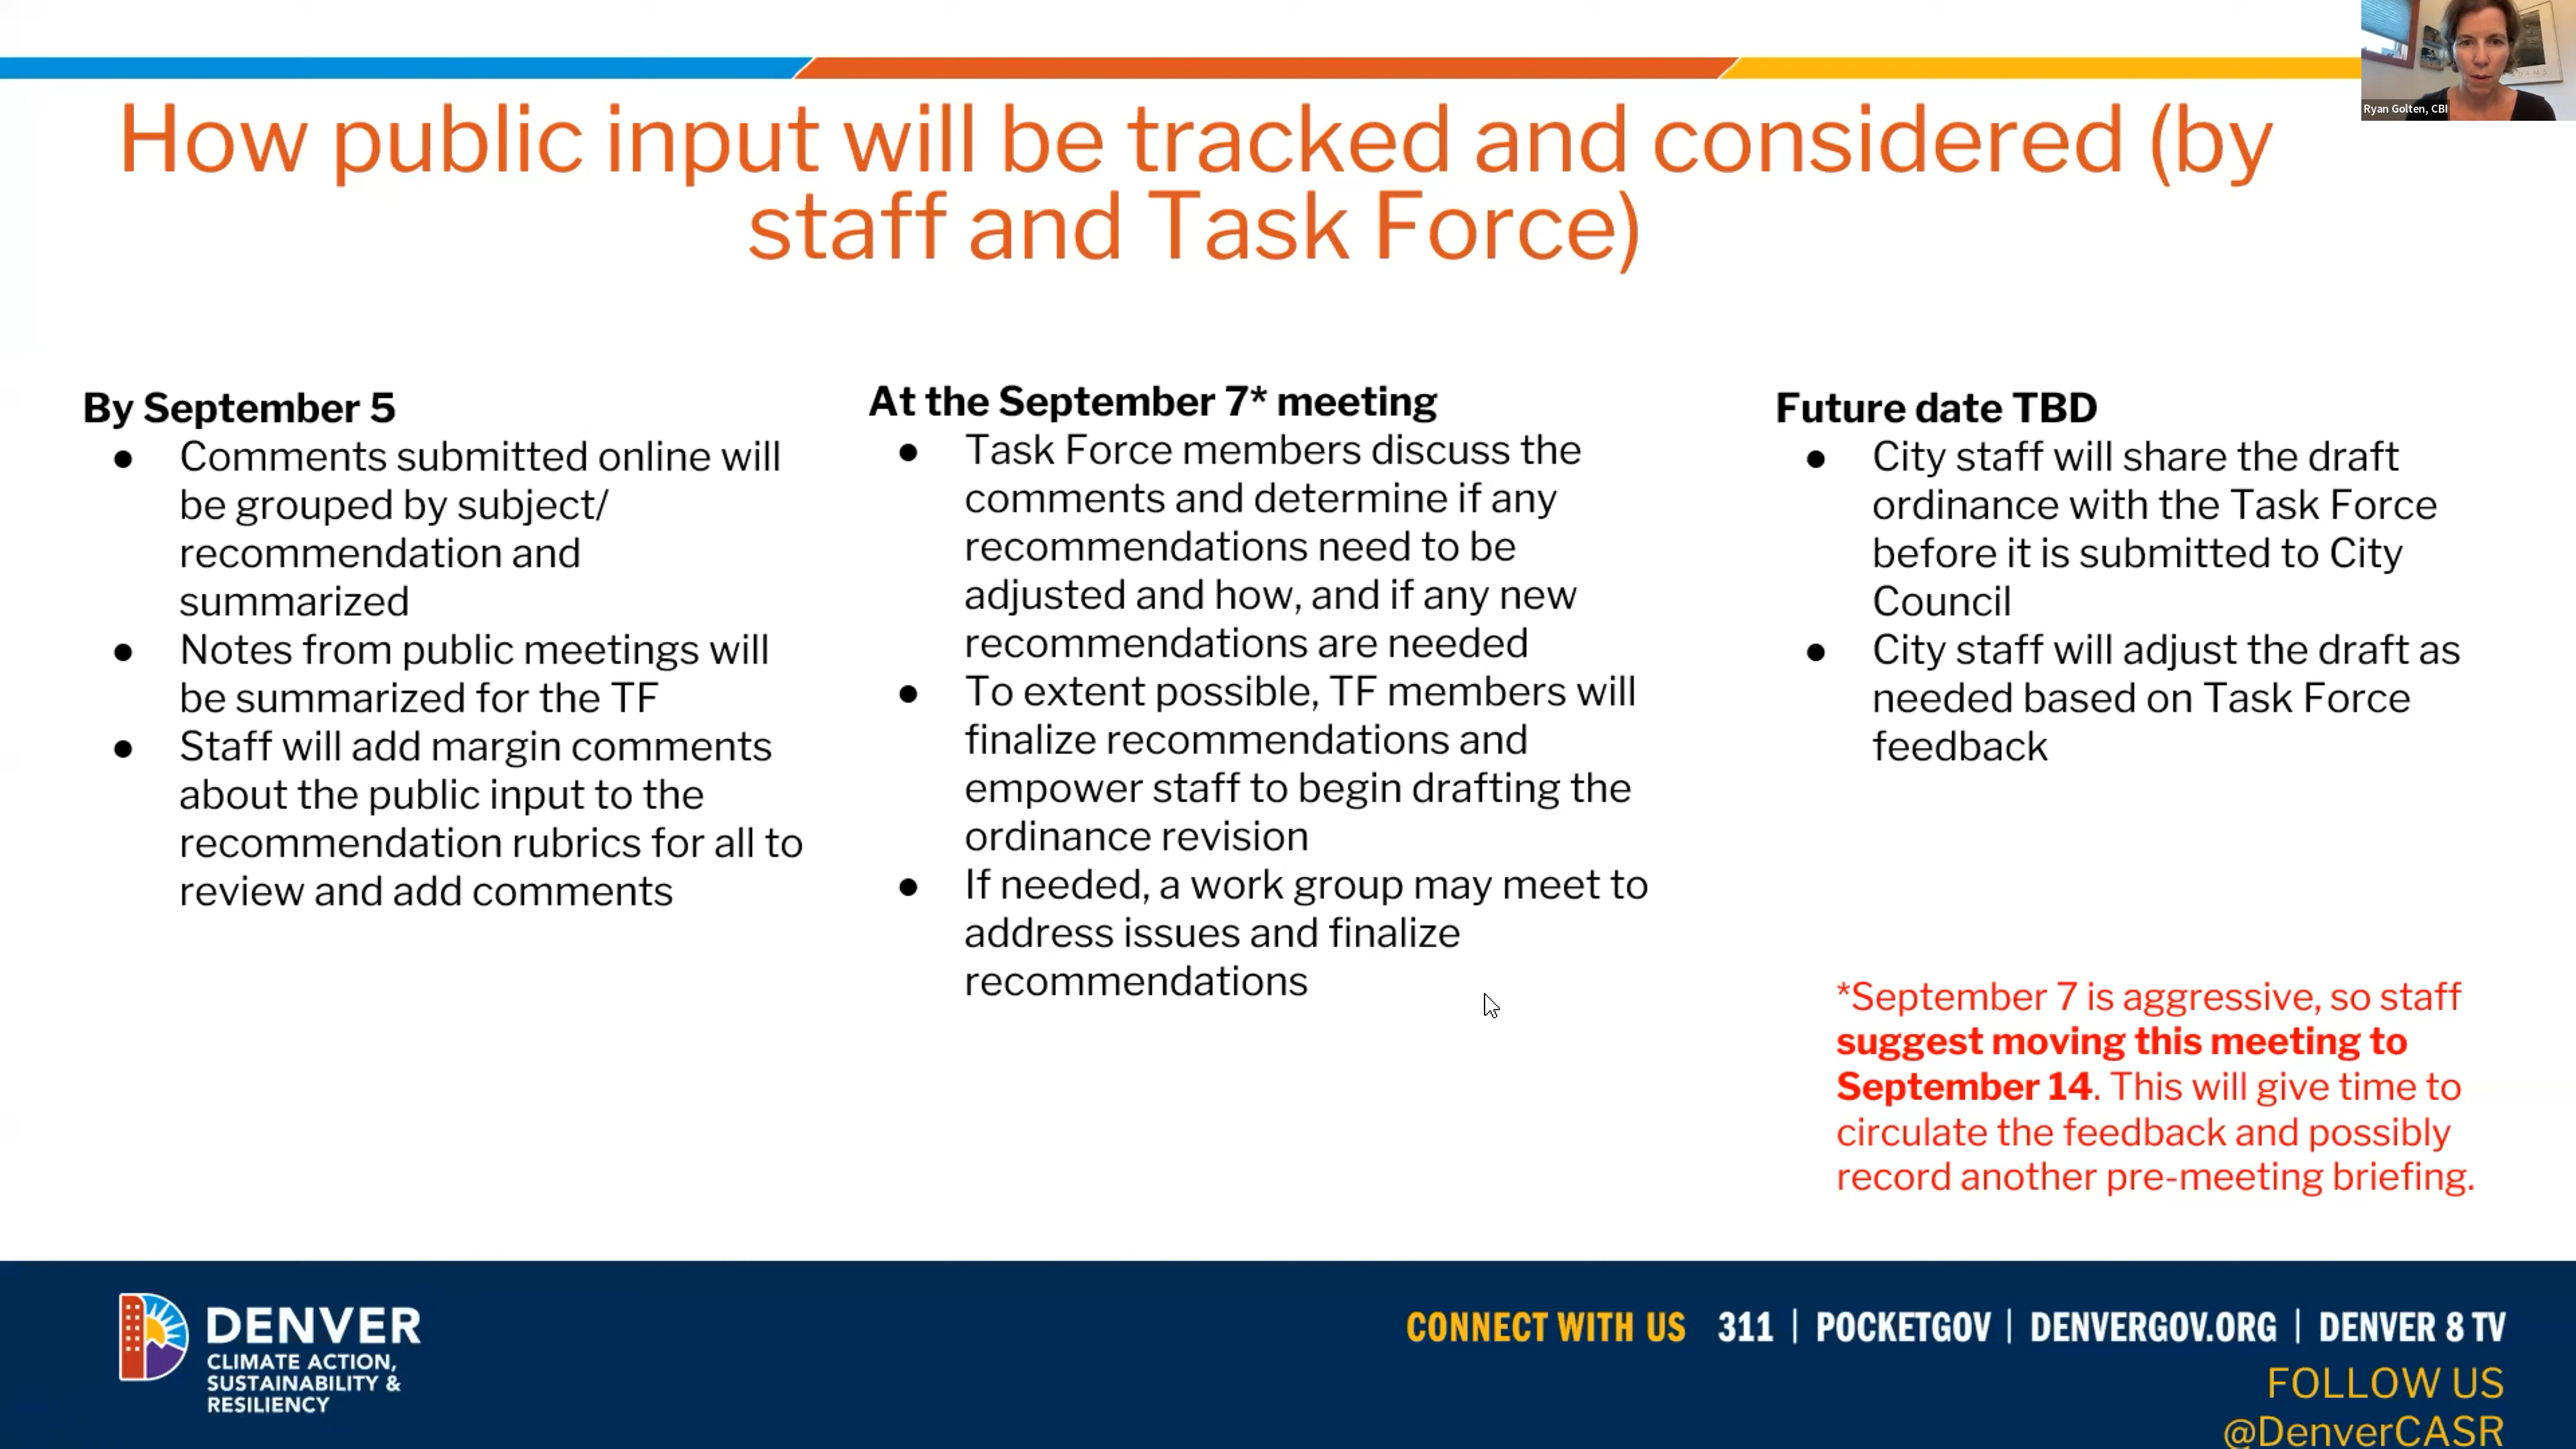 Ryan Golten, CBI
How public input will be tracked and considered (by
staff and Task Force)
By September 5
● Comments submitted online will
be grouped by subject/
recommendation and
summarized
● Notes from public meetings will
be summarized for the TF
● Staff will add margin comments
about the public input to the
recommendation rubrics for all to
review and add comments
At the September 7* meeting
● Task Force members discuss the
comments and determine if any
recommendations need to be
adjusted and how, and if any new
recommendations are needed
● To extent possible, TF members will
finalize recommendations and
empower staff to begin drafting the
ordinance revision
● If needed, a work group may meet to
address issues and finalize
recommendations
Future date TBD
● City staff will share the draft
ordinance with the Task Force
before it is submitted to City
Council
● City staff will adjust the draft as
needed based on Task Force
feedback
*September 7 is aggressive, so staff
suggest moving this meeting to
September 14. This will give time to
circulate the feedback and possibly
record another pre-meeting briefing.
DENVER
CLIMATE ACTION,
SUSTAINABILITY &
RESILIENCY
CONNECT WITH US 311 | POCKETGOV | DENVERGOV.ORG | DENVER 8 TV
FOLLOW US
@DenverCASR